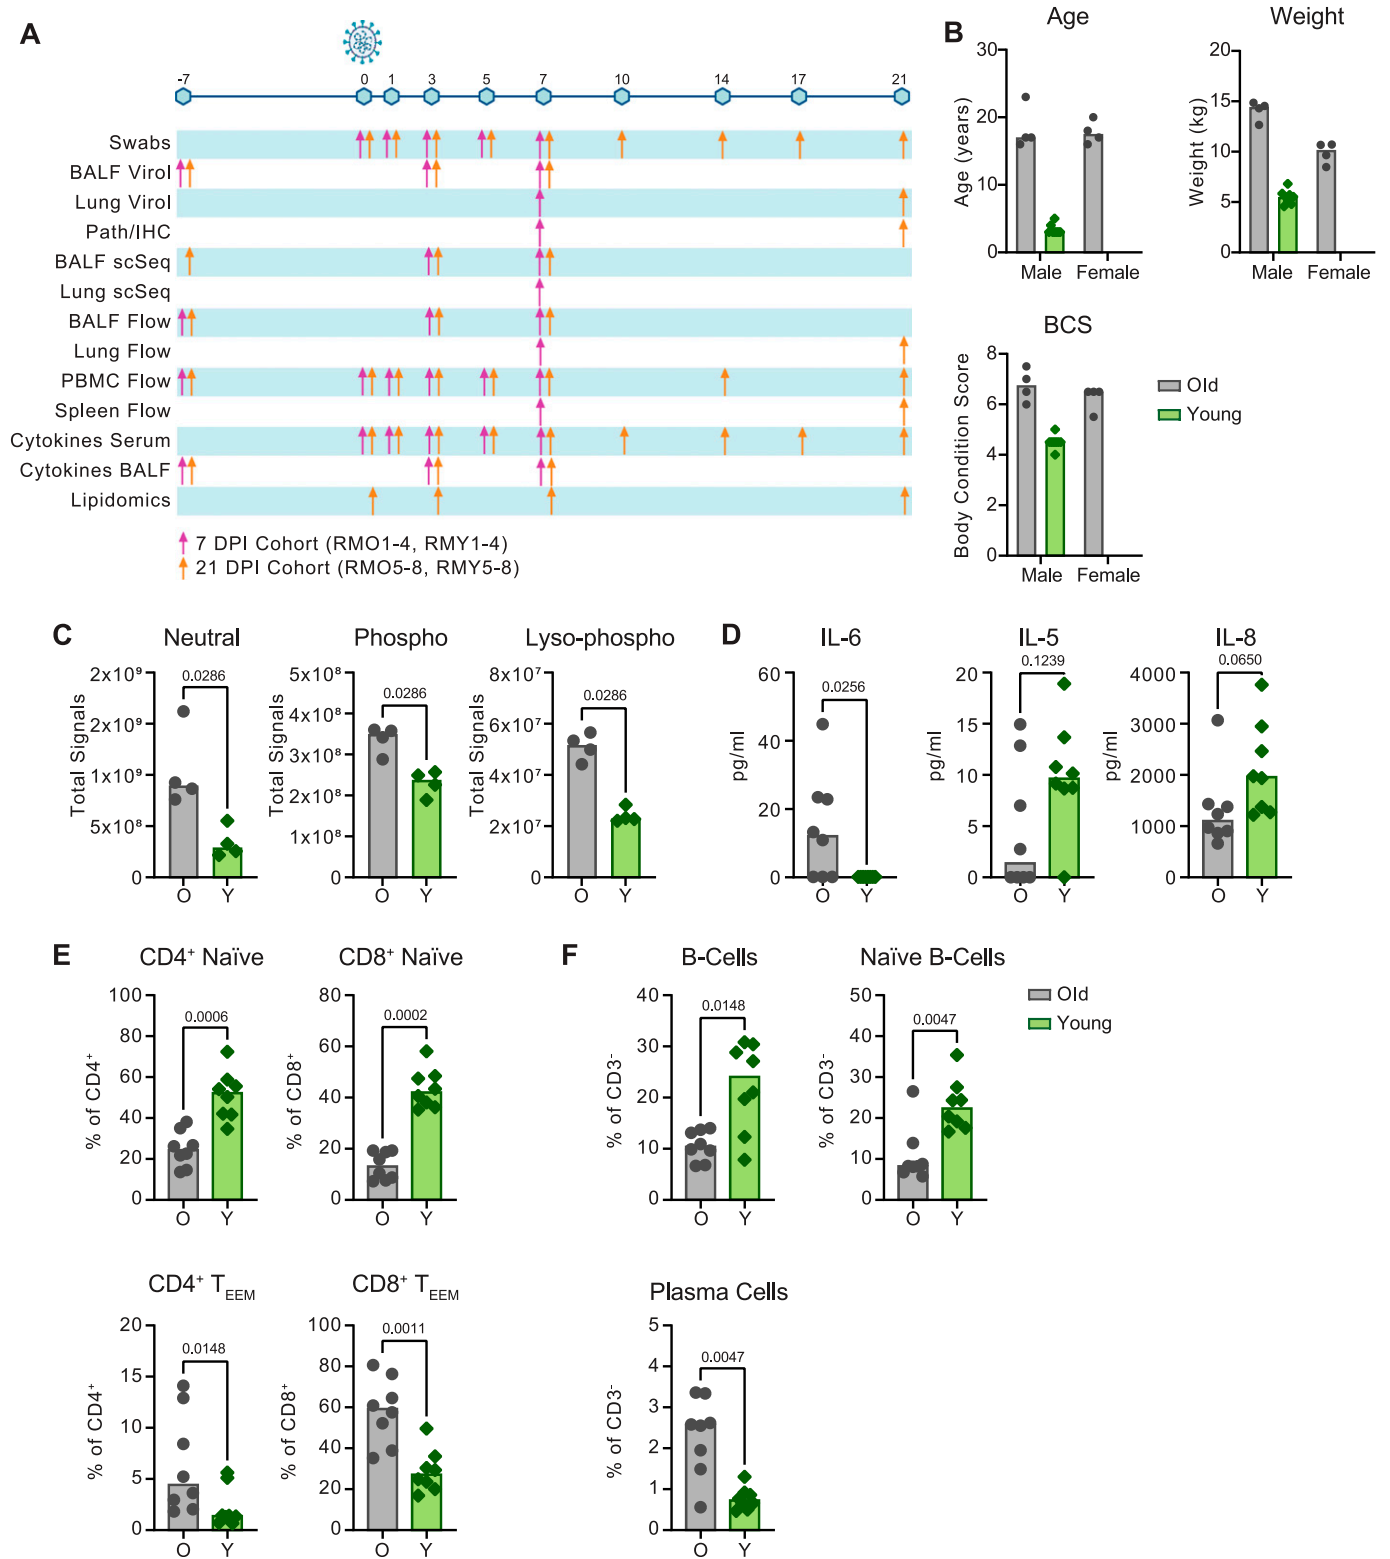 A
-7 0 1 3 5 7 10 14 17 21
Swabs
BALF Virol
Lung Virol
Path/IHC
BALF scSeq
Lung scSeq
BALF Flow
Lung Flow
PBMC Flow
Spleen Flow
Cytokines Serum
Cytokines BALF
Lipidomics
7 DPI Cohort (RMO1-4, RMY1-4)
21 DPI Cohort (RMO5-8, RMY5-8)
B
Age
Age (years)
30
20
10
0
Male Female
Weight
Weight (kg)
20
15
10
5
0
Male Female
BCS
Body Condition Score
8
6
4
2
0
Male Female
Old
Young
C
Neutral
Total Signals
2x10⁹
2x10⁹
1x10⁹
5x10⁸
0
0.0286
O Y
Phospho
Total Signals
5x10⁸
4x10⁸
3x10⁸
2x10⁸
1x10⁸
0
0.0286
O Y
Lyso-phospho
Total Signals
8x10⁷
6x10⁷
4x10⁷
2x10⁷
0
0.0286
O Y
D
IL-6
pg/ml
60
40
20
0
0.0256
O Y
IL-5
pg/ml
20
15
10
5
0
0.1239
O Y
IL-8
pg/ml
4000
3000
2000
1000
0
0.0650
O Y
E
CD4⁺ Naïve
% of CD4⁺
100
80
60
40
20
0
0.0006
O Y
CD8⁺ Naïve
% of CD8⁺
80
60
40
20
0
0.0002
O Y
CD4⁺ T_EEM
% of CD4⁺
20
15
10
5
0
0.0148
O Y
CD8⁺ T_EEM
% of CD8⁺
100
80
60
40
20
0
0.0011
O Y
F
B-Cells
% of CD3⁻
40
30
20
10
0
0.0148
O Y
Naïve B-Cells
% of CD3⁻
50
40
30
20
10
0
0.0047
O Y
Old
Young
Plasma Cells
% of CD3⁻
5
4
3
2
1
0
0.0047
O Y